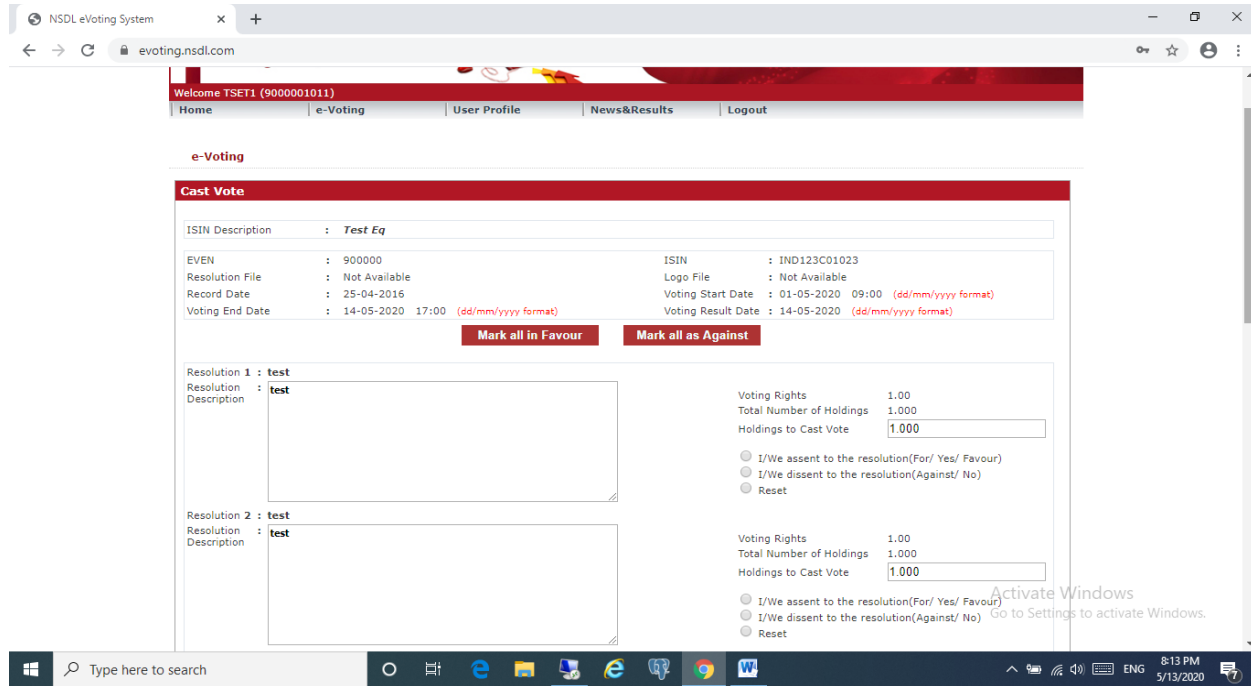 NSDL eVoting System
evoting.nsdl.com
Welcome TSET1 (9000001011)
Home e-Voting User Profile News&Results Logout
e-Voting
Cast Vote
ISIN Description : Test Eq
EVEN : 900000 ISIN : IND123C01023
Resolution File : Not Available Logo File : Not Available
Record Date : 25-04-2016 Voting Start Date : 01-05-2020 09:00 (dd/mm/yyyy format)
Voting End Date : 14-05-2020 17:00 (dd/mm/yyyy format) Voting Result Date : 14-05-2020 (dd/mm/yyyy format)
Mark all in Favour Mark all as Against
Resolution 1 : test
Resolution Description : test
Voting Rights 1.00
Total Number of Holdings 1.000
Holdings to Cast Vote 1.000
I/We assent to the resolution(For/ Yes/ Favour)
I/We dissent to the resolution(Against/ No)
Reset
Resolution 2 : test
Resolution Description : test
Voting Rights 1.00
Total Number of Holdings 1.000
Holdings to Cast Vote 1.000
I/We assent to the resolution(For/ Yes/ Favour)
I/We dissent to the resolution(Against/ No)
Reset
Activate Windows
Go to Settings to activate Windows.
Type here to search
ENG
8:13 PM
5/13/2020
7